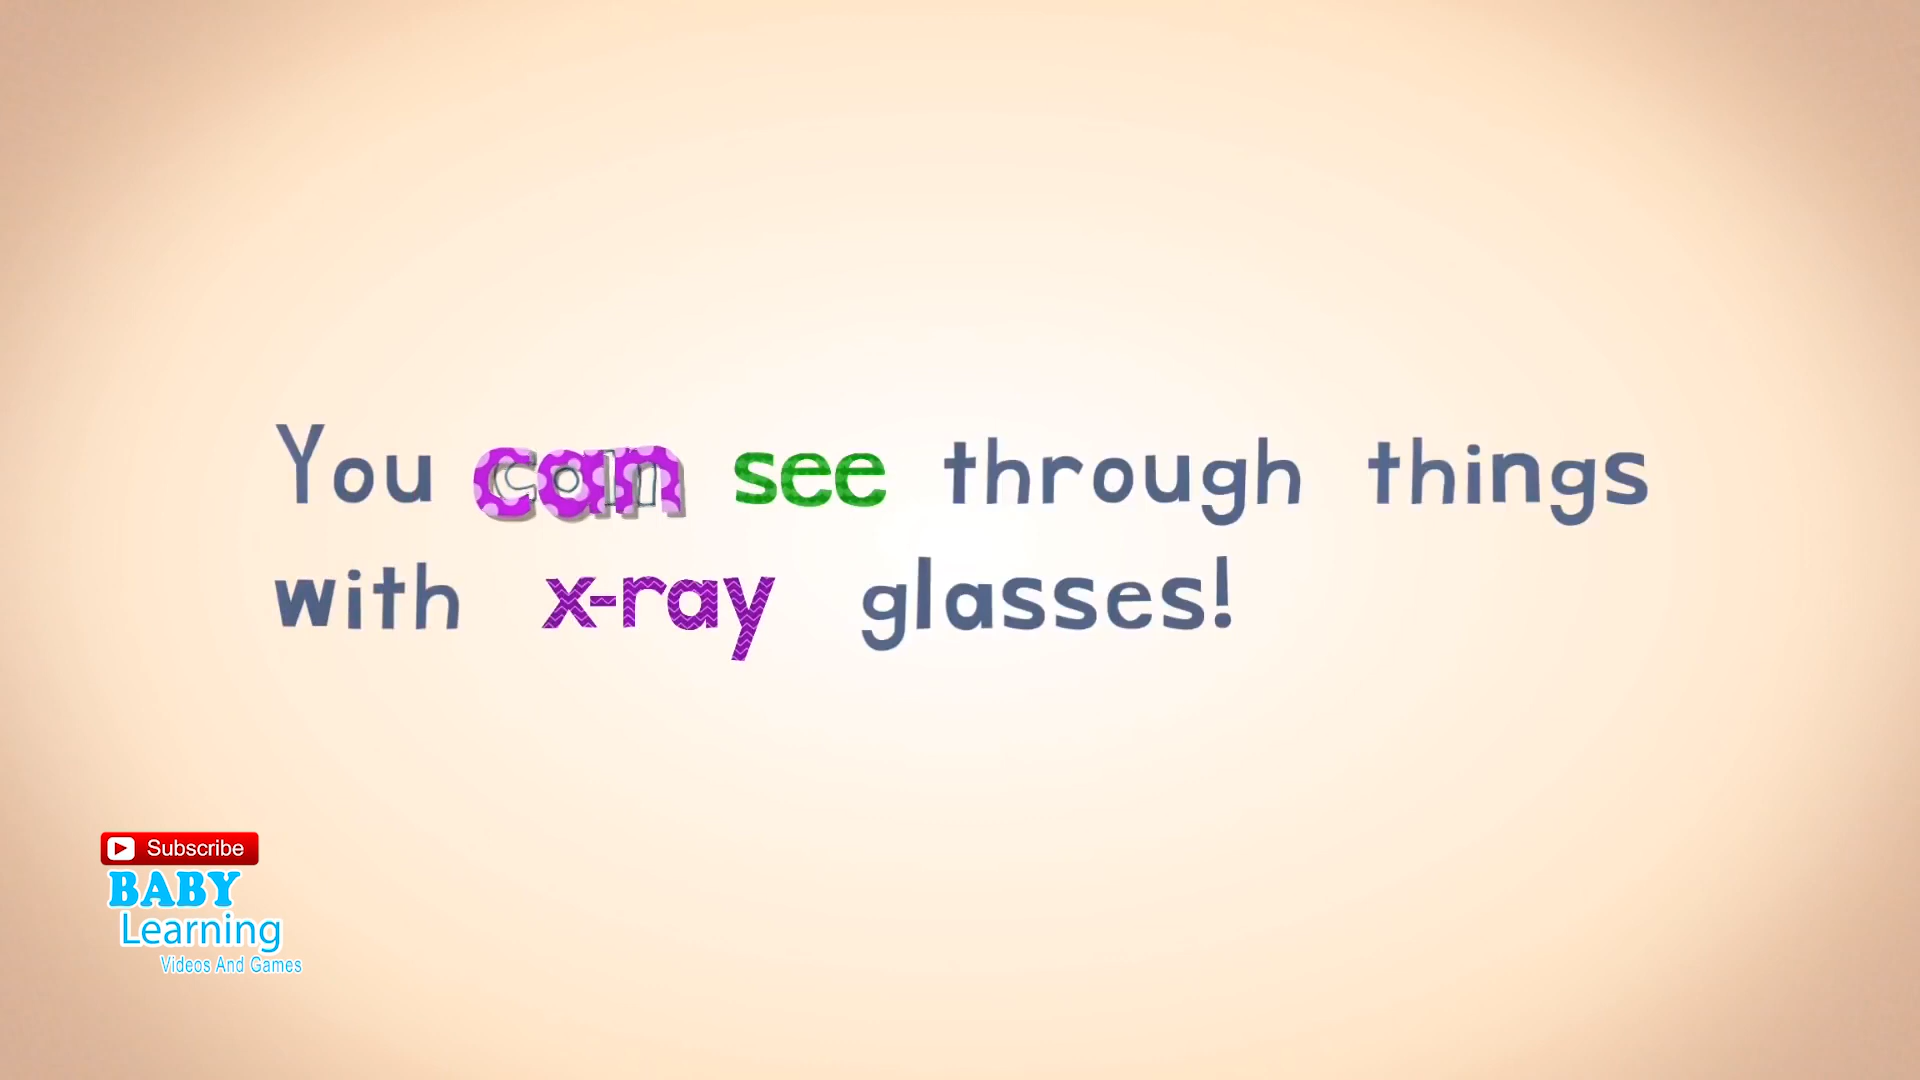 You can see through things
with x-ray glasses!
Subscribe
BABY
Learning
Videos And Games